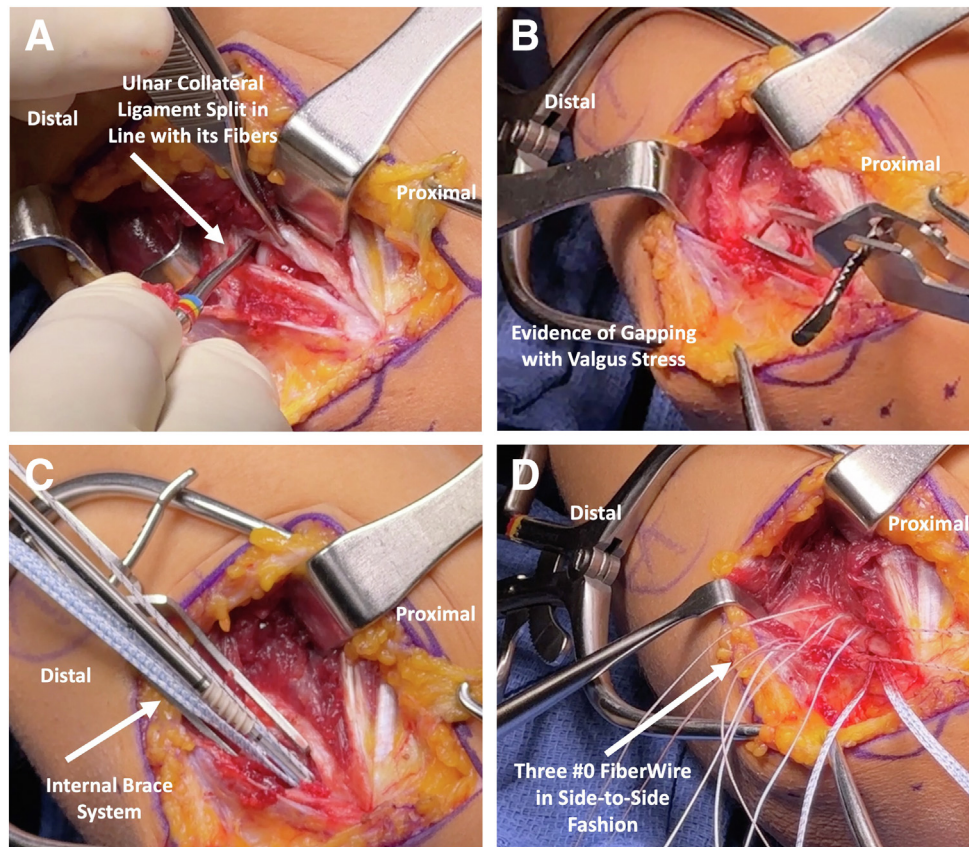 A
Ulnar Collateral
Ligament Split in
Line with its Fibers
Distal
Proximal
B
Distal
Proximal
Evidence of Gapping
with Valgus Stress
C
Proximal
Distal
Internal Brace
System
D
Distal
Proximal
Three #0 FiberWire
in Side-to-Side
Fashion